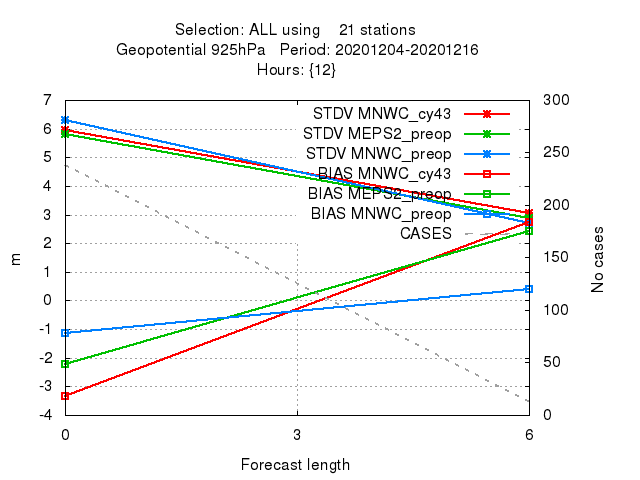 Selection: ALL using    21 stations
Geopotential 925hPa   Period: 20201204-20201216
Hours: {12}
STDV MNWC_cy43
STDV MEPS2_preop
STDV MNWC_preop
BIAS MNWC_cy43
BIAS MEPS2_preop
BIAS MNWC_preop
CASES
7
6
5
4
3
2
1
0
-1
-2
-3
-4
m
300
250
200
150
100
50
0
No cases
0
3
6
Forecast length